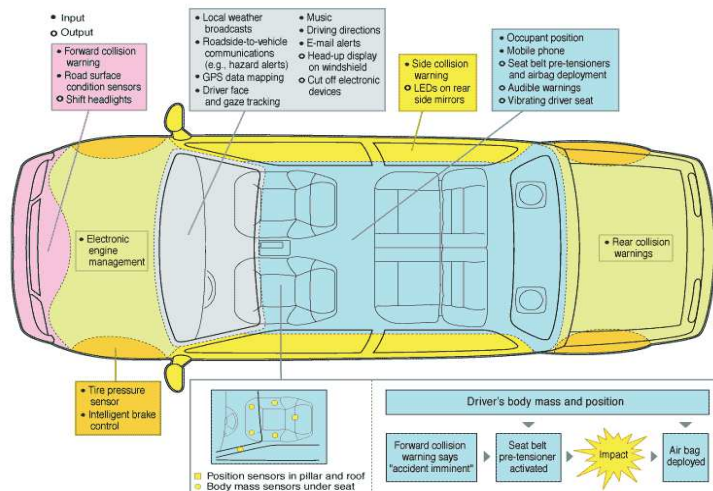 • Input
○ Output
• Forward collision
warning
• Road surface
condition sensors
○ Shift headlights
• Local weather
broadcasts
• Roadside-to-vehicle
communications
(e.g., hazard alerts)
• GPS data mapping
• Driver face
and gaze tracking
• Music
• Driving directions
• E-mail alerts
○ Head-up display
on windshield
○ Cut off electronic
devices
• Side collision
warning
○ LEDs on rear
side mirrors
• Occupant position
• Mobile phone
○ Seat belt pre-tensioners
and airbag deployment
○ Audible warnings
○ Vibrating driver seat
• Electronic
engine
management
• Rear collision
warnings
• Tire pressure
sensor
• Intelligent brake
control
Position sensors in pillar and roof
Body mass sensors under seat
Driver's body mass and position
Forward collision
warning says
"accident imminent"
Seat belt
pre-tensioner
activated
Impact
Air bag
deployed